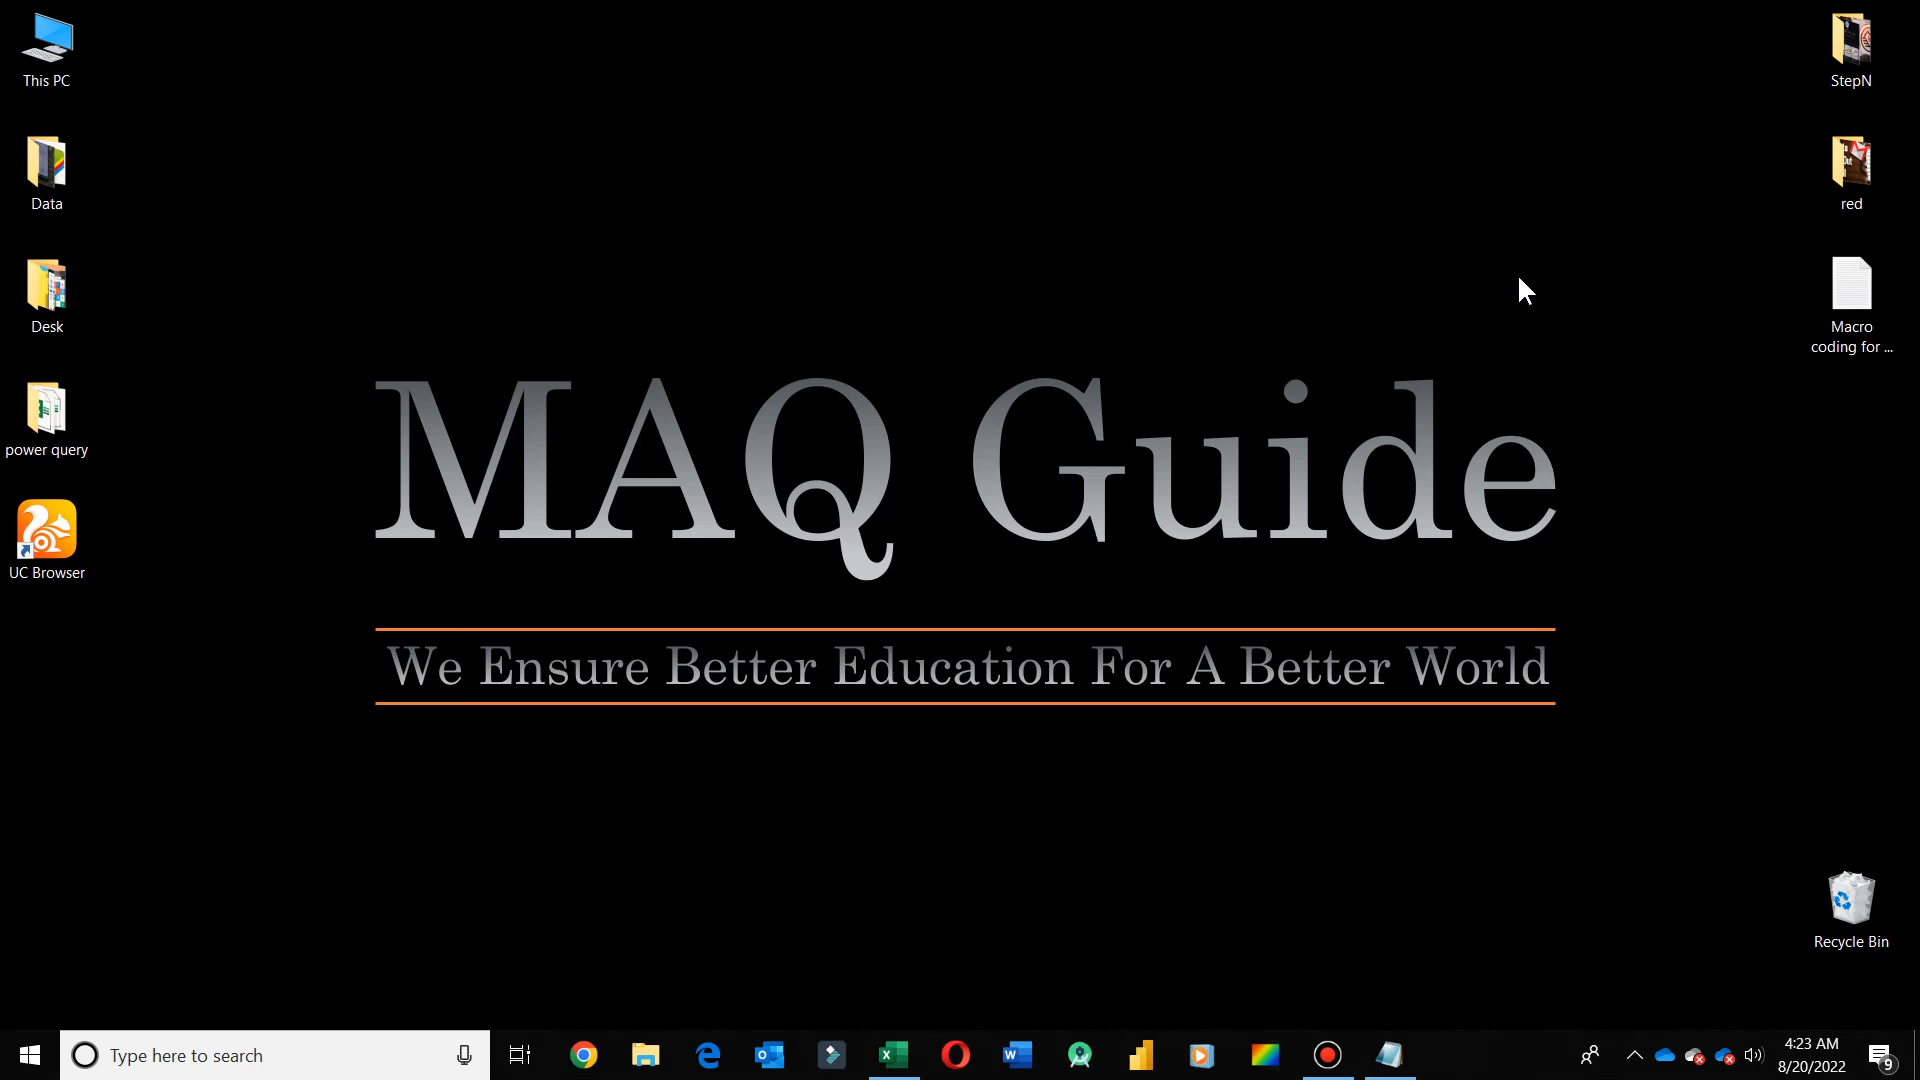 This PC
Data
Desk
power query
UC Browser
StepN
red
Macro
coding for ...
MAQ Guide
We Ensure Better Education For A Better World
Recycle Bin
Type here to search
4:23 AM
8/20/2022
9